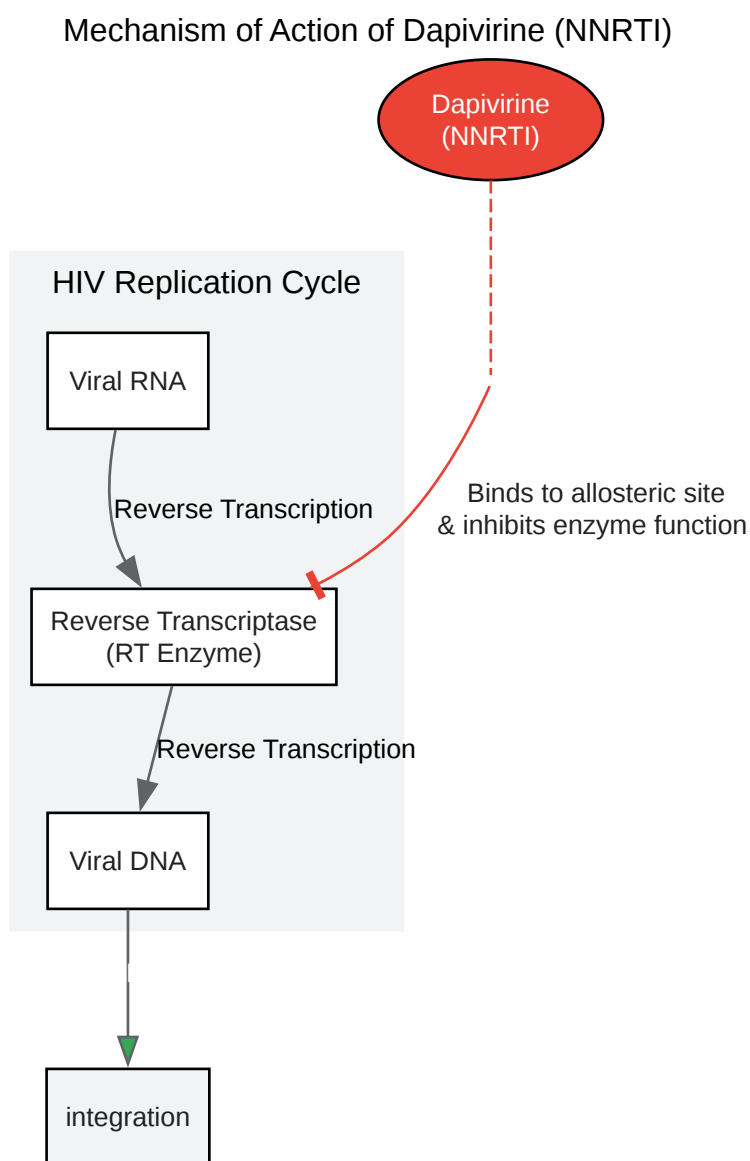 Mechanism of Action of Dapivirine (NNRTI)
Dapivirine
(NNRTI)
HIV Replication Cycle
Viral RNA
Reverse Transcription
Binds to allosteric site
& inhibits enzyme function
Reverse Transcriptase
(RT Enzyme)
Reverse Transcription
Viral DNA
integration